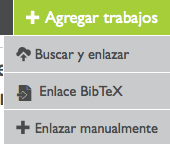 Agregar trabajos
Buscar y enlazar
Enlace BibTeX
Enlazar manualmente